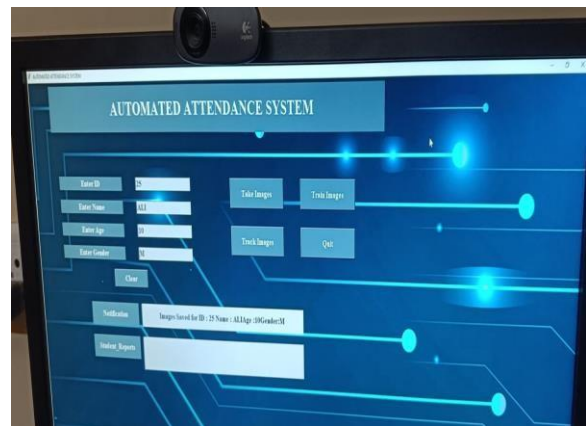 AUTOMATED ATTENDANCE SYSTEM
AUTOMATED ATTENDANCE SYSTEM
Enter ID 25
Take Images Train Images
Enter Name ALI
Enter Age 10
Track Images Quit
Enter Gender M
Clear
Notification Images Saved for ID : 25 Name : ALIAge :10Gender:M
Student_Reports